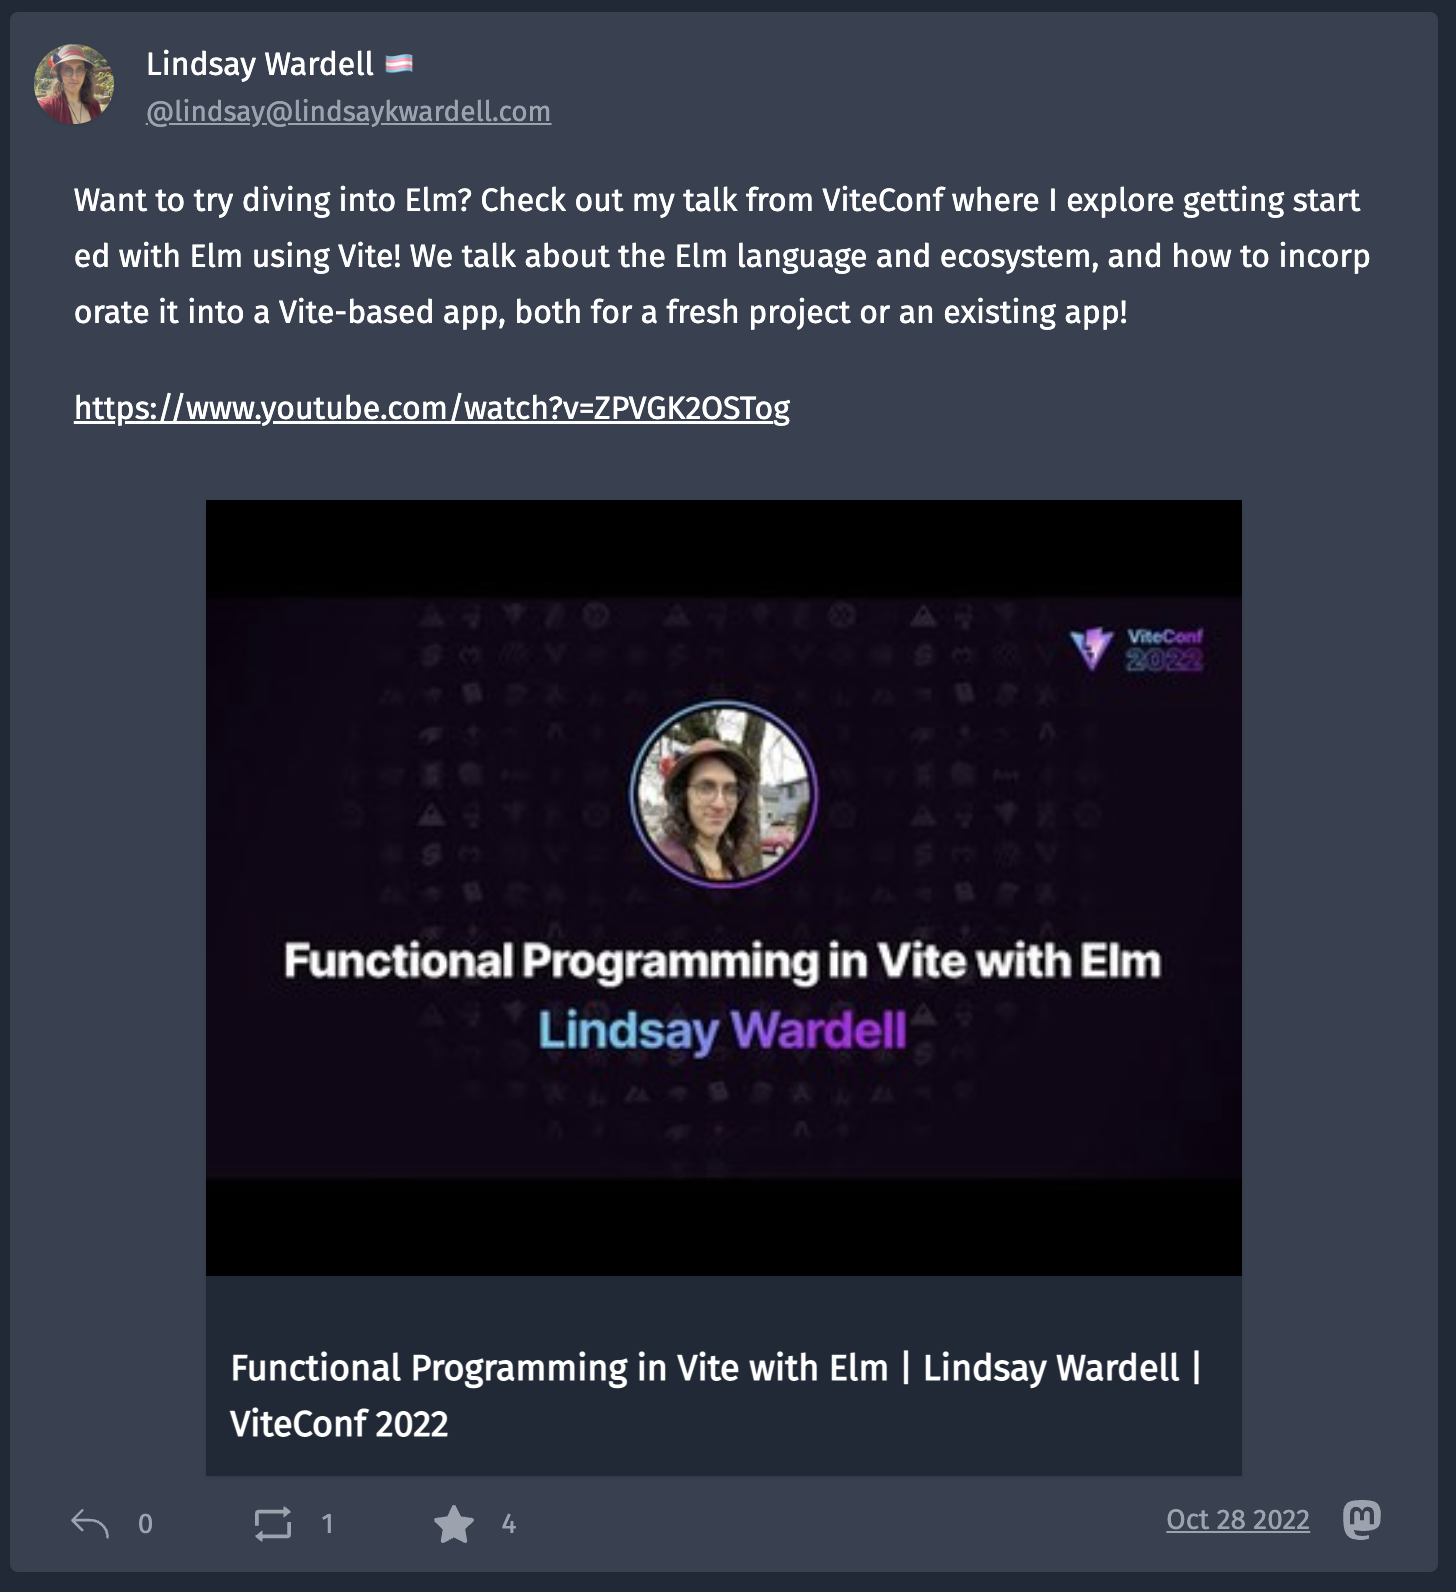 Lindsay Wardell 🏳️‍⚧️
@lindsay@lindsaykwardell.com
Want to try diving into Elm? Check out my talk from ViteConf where I explore getting start
ed with Elm using Vite! We talk about the Elm language and ecosystem, and how to incorp
orate it into a Vite-based app, both for a fresh project or an existing app!
https://www.youtube.com/watch?v=ZPVGK2OSTog
ViteConf
2022
Functional Programming in Vite with Elm
Lindsay Wardell
Functional Programming in Vite with Elm | Lindsay Wardell |
ViteConf 2022
0 1 4 Oct 28 2022